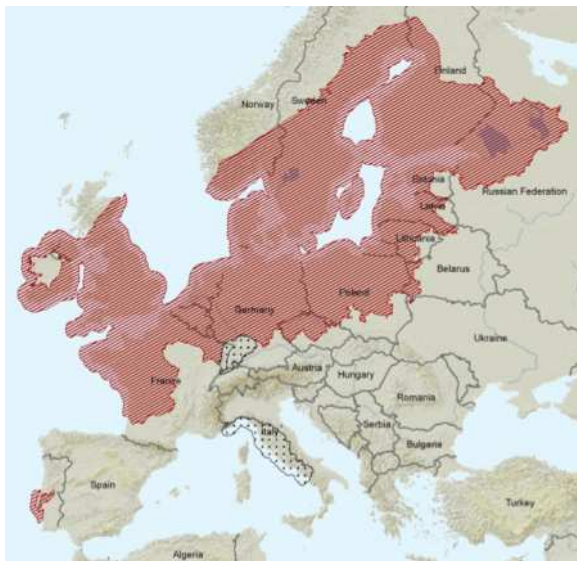 Finland
Norway
Sweden
Estonia
Russian Federation
Latvia
Lithuania
Belarus
Poland
Germany
Ukraine
France
Austria
Hungary
Romania
Italy
Serbia
Bulgaria
Spain
Turkey
Algeria